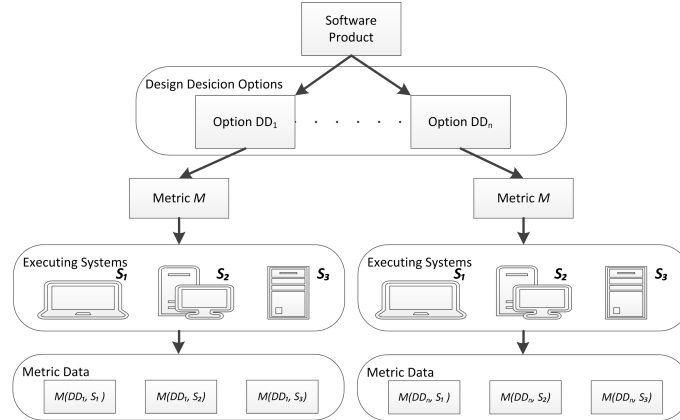 Software
Product
Design Desicion Options
Option DD₁
. . . . . .
Option DDₙ
Metric M
Metric M
Executing Systems
S₁
S₂
S₃
Executing Systems
S₁
S₂
S₃
Metric Data
M(DD₁, S₁ )
M(DD₁, S₂)
M(DD₁, S₃)
Metric Data
M(DDₙ, S₁ )
M(DDₙ, S₂)
M(DDₙ, S₃)